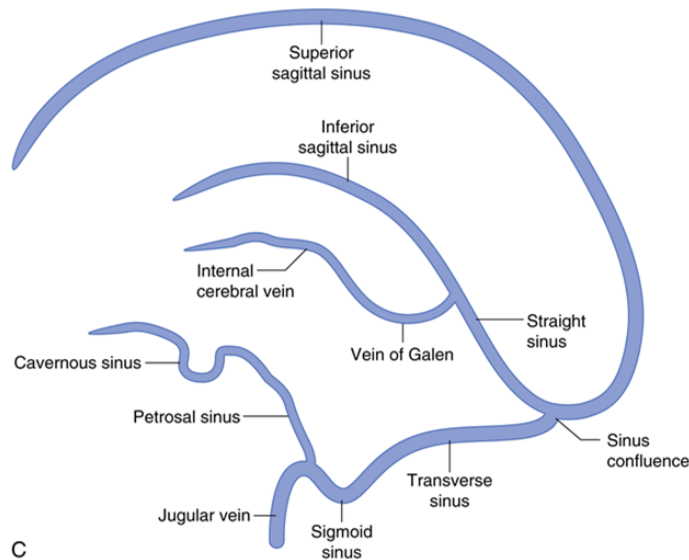 Superior
sagittal sinus
Inferior
sagittal sinus
Internal
cerebral vein
Vein of Galen
Straight
sinus
Cavernous sinus
Petrosal sinus
Sinus
confluence
Transverse
sinus
Jugular vein
Sigmoid
sinus
C